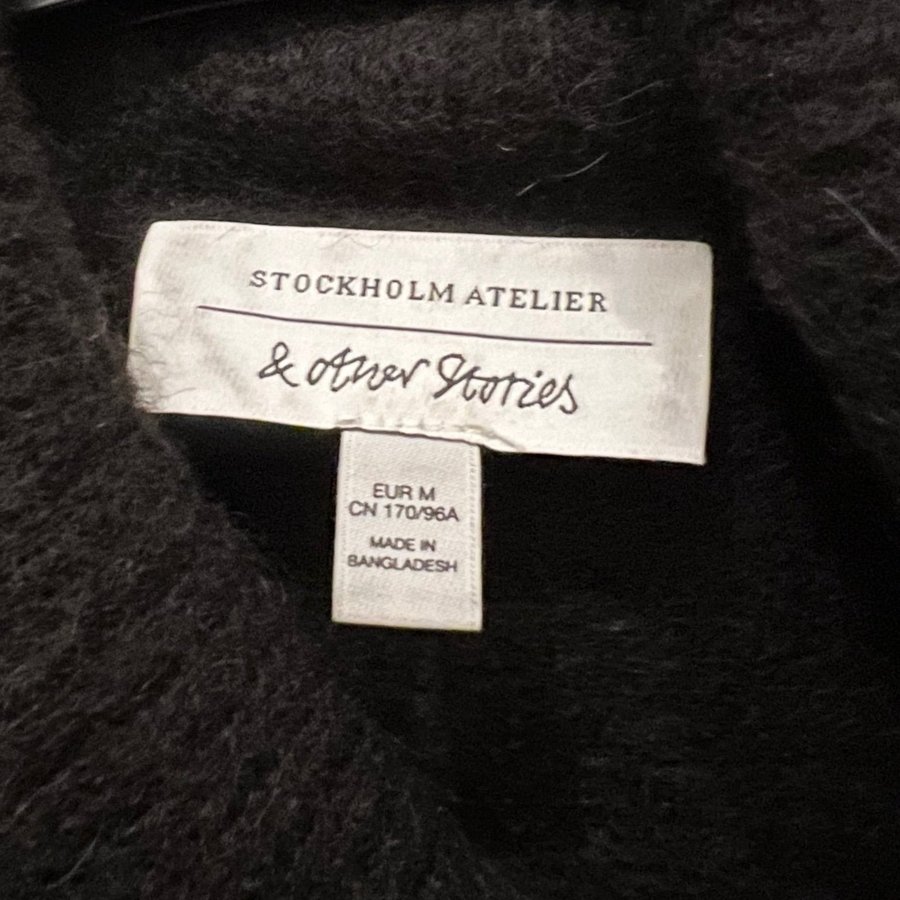 STOCKHOLM ATELIER
& other Stories
EUR M
CN 170/96A
MADE IN
BANGLADESH